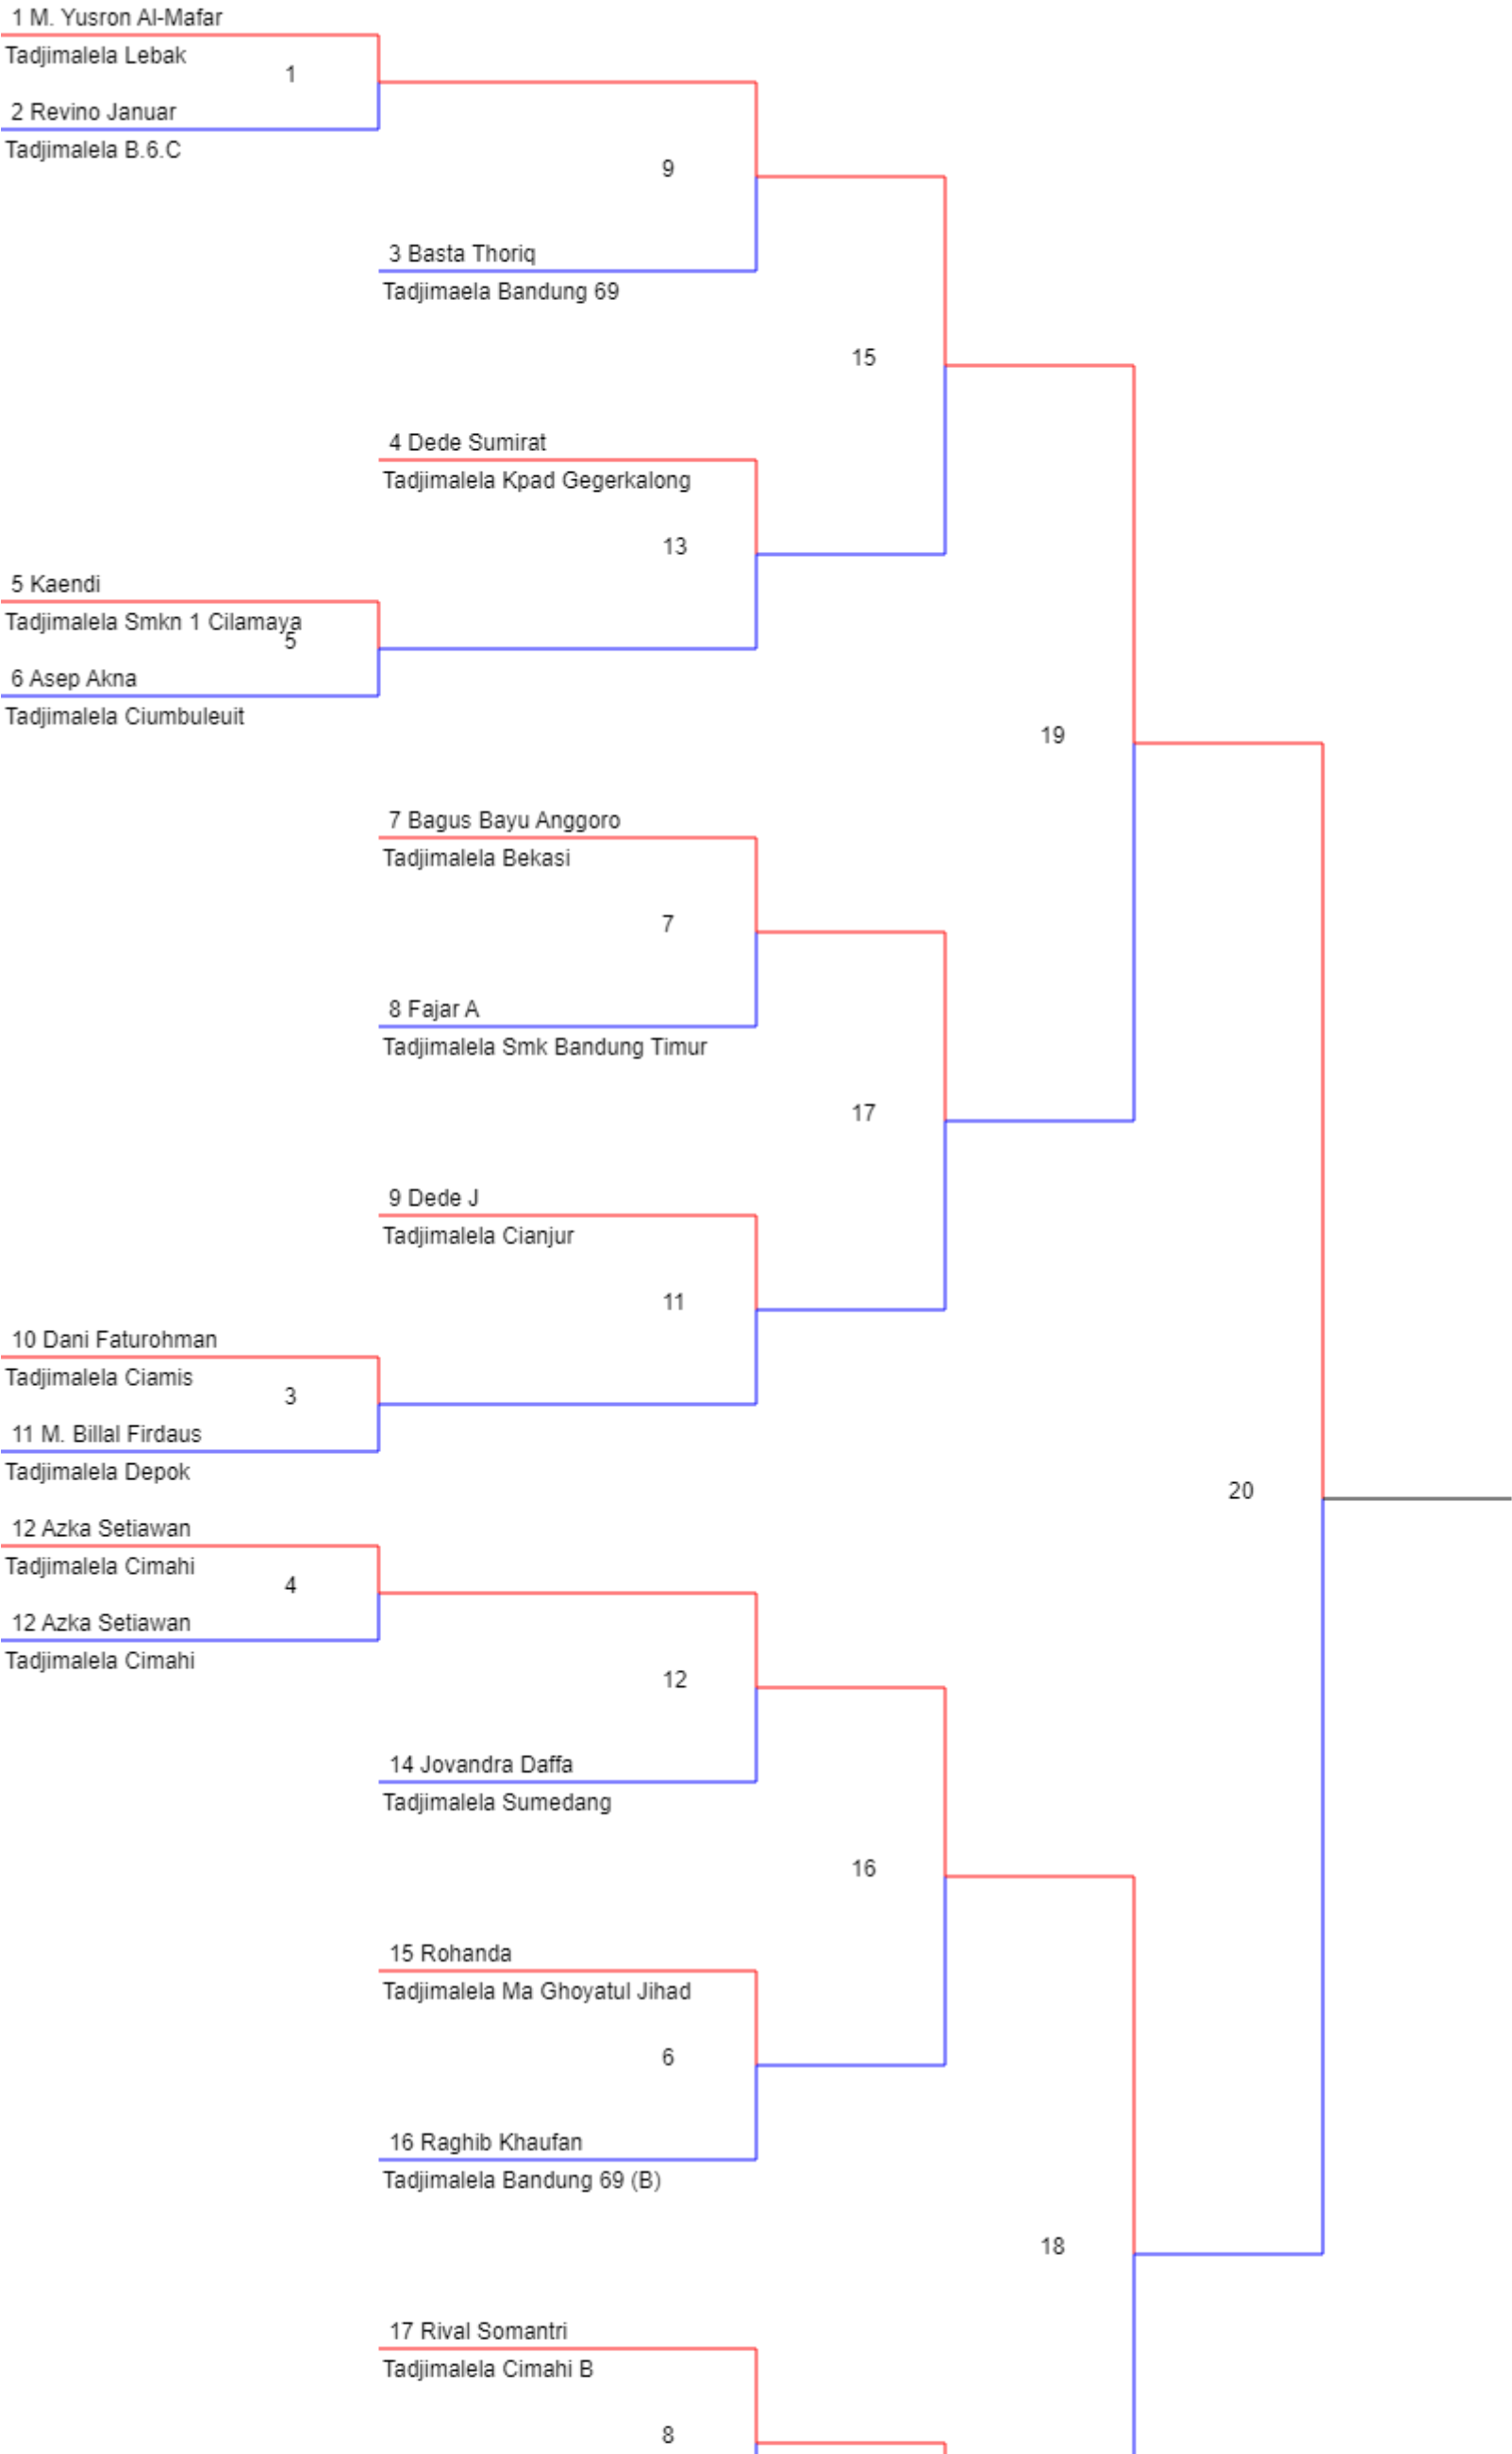 1 M. Yusron Al-Mafar
Tadjimalela Lebak
1
2 Revino Januar
Tadjimalela B.6.C
9
3 Basta Thoriq
Tadjimaela Bandung 69
15
4 Dede Sumirat
Tadjimalela Kpad Gegerkalong
13
5 Kaendi
Tadjimalela Smkn 1 Cilamaya
5
6 Asep Akna
Tadjimalela Ciumbuleuit
19
7 Bagus Bayu Anggoro
Tadjimalela Bekasi
7
8 Fajar A
Tadjimalela Smk Bandung Timur
17
9 Dede J
Tadjimalela Cianjur
11
10 Dani Faturohman
Tadjimalela Ciamis
3
11 M. Billal Firdaus
Tadjimalela Depok
20
12 Azka Setiawan
Tadjimalela Cimahi
4
12 Azka Setiawan
Tadjimalela Cimahi
12
14 Jovandra Daffa
Tadjimalela Sumedang
16
15 Rohanda
Tadjimalela Ma Ghoyatul Jihad
6
16 Raghib Khaufan
Tadjimalela Bandung 69 (B)
18
17 Rival Somantri
Tadjimalela Cimahi B
8